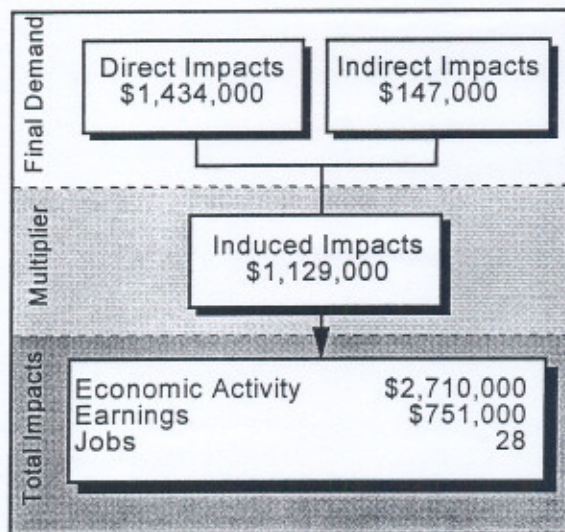 Final Demand
Direct Impacts
$1,434,000
Indirect Impacts
$147,000
Multiplier
Induced Impacts
$1,129,000
Total Impacts
Economic Activity $2,710,000
Earnings $751,000
Jobs 28